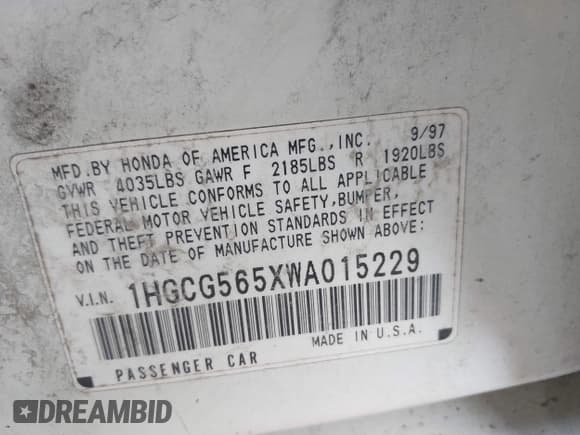 MFD.BY HONDA OF AMERICA MFG.,INC. 9/97
GVWR 4035LBS GAWR F 2185LBS R 1920LBS
THIS VEHICLE CONFORMS TO ALL APPLICABLE
FEDERAL MOTOR VEHICLE SAFETY,BUMPER,
AND THEFT PREVENTION STANDARDS IN EFFECT
ON THE DATE OF MANUFACTURE SHOWN ABOVE:
V.I.N. 1HGCG565XWA015229
PASSENGER CAR MADE IN U.S.A.
DREAMBID